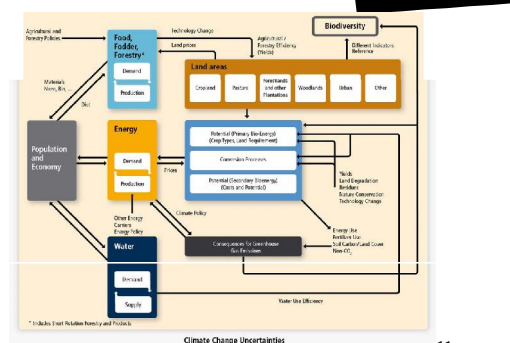 Agricultural and
Forestry Policies
Food,
Fodder,
Forestry*
Demand
Production
Technology Change
Land prices
Agricultural /
Forestry Efficiency
(Yields)
Biodiversity
Different Indicators
Reference
Land areas
Cropland
Pasture
Forestlands
and other
Plantations
Woodlands
Urban
Other
Materials
Diet
Population
and
Economy
Energy
Demand
Production
Prices
Potential (Primary Bio-Energy)
(Crop Types, Land Requirement)
Conversion Processes
Potential (Secondary Bioenergy)
(Costs and Potential)
Yields
Land Degradation
Residues
Nature Conservation
Technology Change
Other Energy
Carriers
Energy Policy
Climate Policy
Consequences for Greenhouse
Gas Emissions
Energy Use
Fertilizer Use
Soil Carbon/Land Cover
Non-CO₂
Water
Demand
Supply
Water Use Efficiency
* Includes Short Rotation Forestry and Products
Climate Change Uncertainties